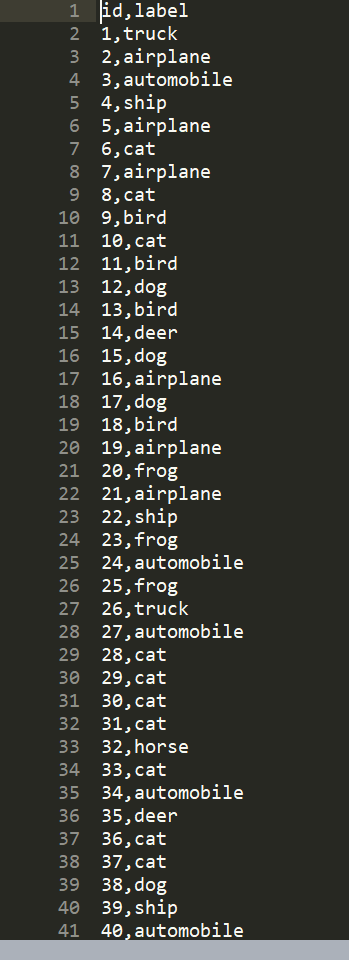 1 id,label
2 1,truck
3 2,airplane
4 3,automobile
5 4,ship
6 5,airplane
7 6,cat
8 7,airplane
9 8,cat
10 9,bird
11 10,cat
12 11,bird
13 12,dog
14 13,bird
15 14,deer
16 15,dog
17 16,airplane
18 17,dog
19 18,bird
20 19,airplane
21 20,frog
22 21,airplane
23 22,ship
24 23,frog
25 24,automobile
26 25,frog
27 26,truck
28 27,automobile
29 28,cat
30 29,cat
31 30,cat
32 31,cat
33 32,horse
34 33,cat
35 34,automobile
36 35,deer
37 36,cat
38 37,cat
39 38,dog
40 39,ship
41 40,automobile